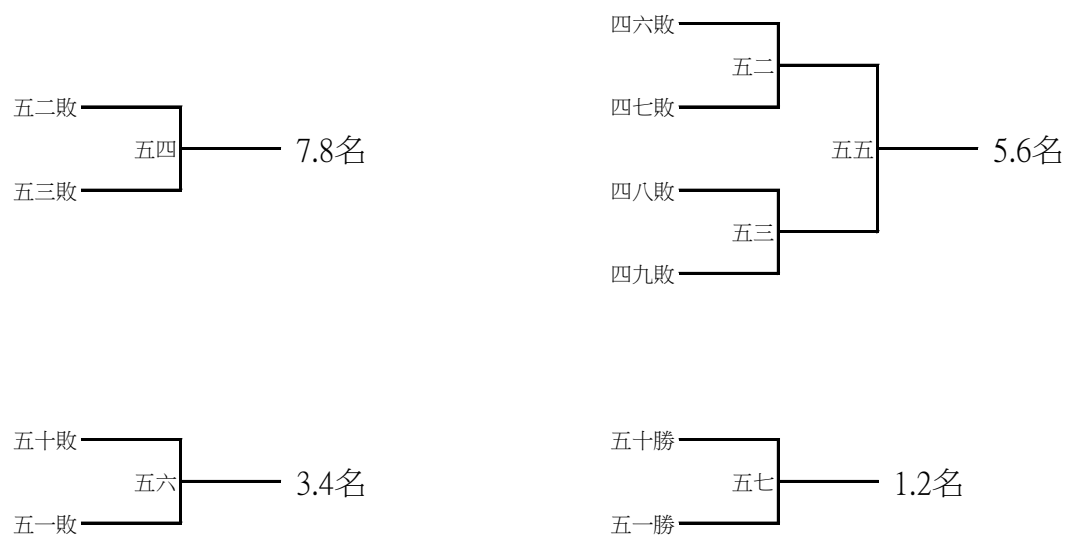 五二敗
五四
7.8名
五三敗
四六敗
五二
四七敗
五五
5.6名
四八敗
五三
四九敗
五十敗
五六
3.4名
五一敗
五十勝
五七
1.2名
五一勝